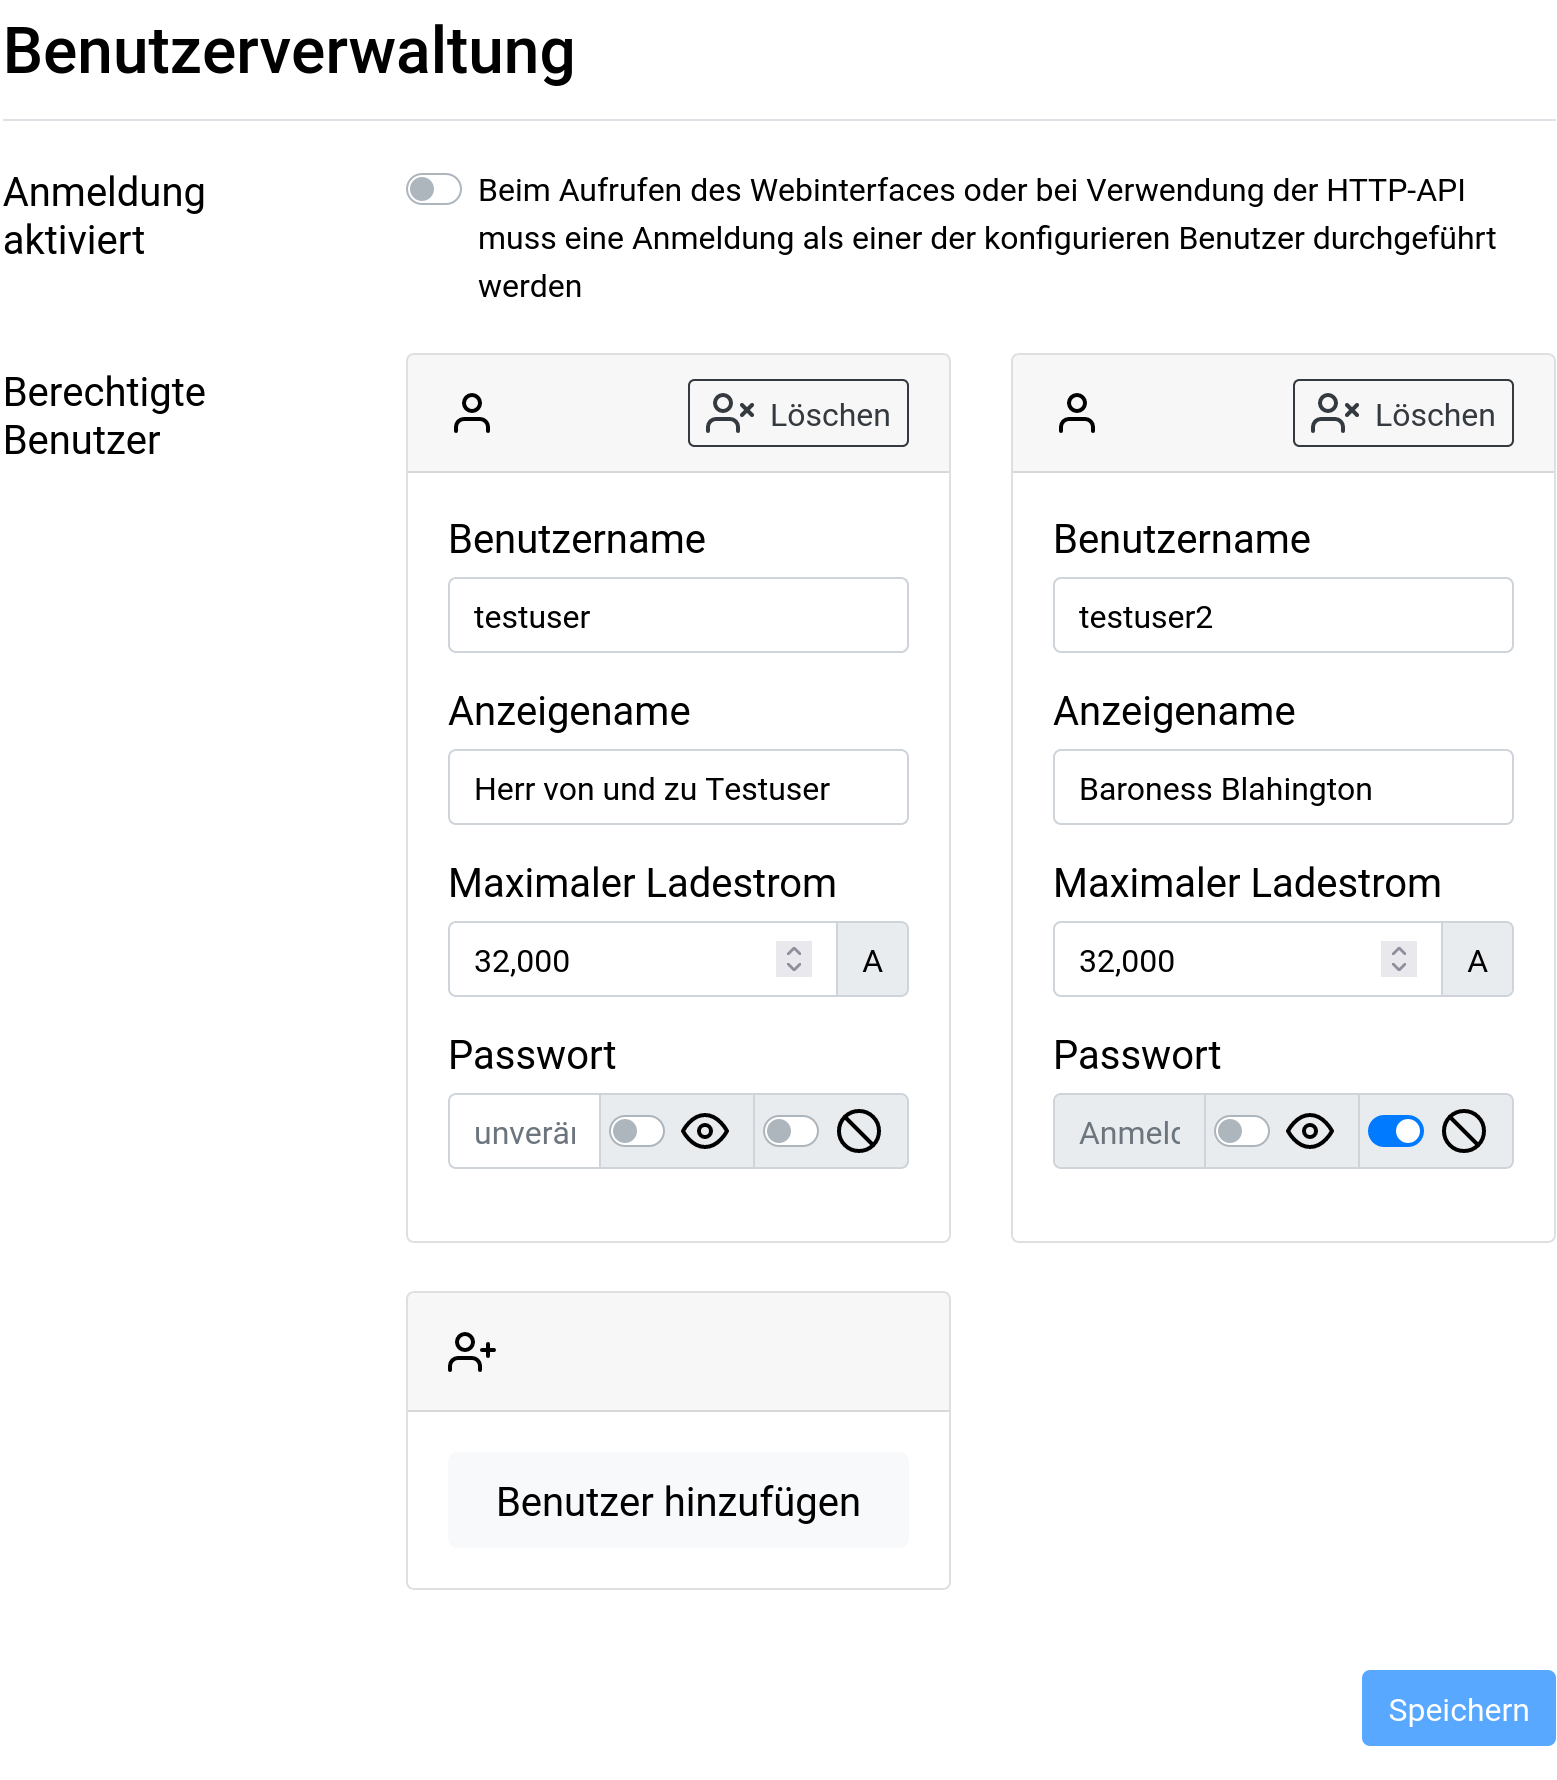 Benutzerverwaltung
Anmeldung
aktiviert
Beim Aufrufen des Webinterfaces oder bei Verwendung der HTTP-API
muss eine Anmeldung als einer der konfigurieren Benutzer durchgeführt
werden
Berechtigte
Benutzer
Löschen
Benutzername
testuser
Anzeigename
Herr von und zu Testuser
Maximaler Ladestrom
32,000 A
Passwort
Löschen
Benutzername
testuser2
Anzeigename
Baroness Blahington
Maximaler Ladestrom
32,000 A
Passwort
Benutzer hinzufügen
Speichern